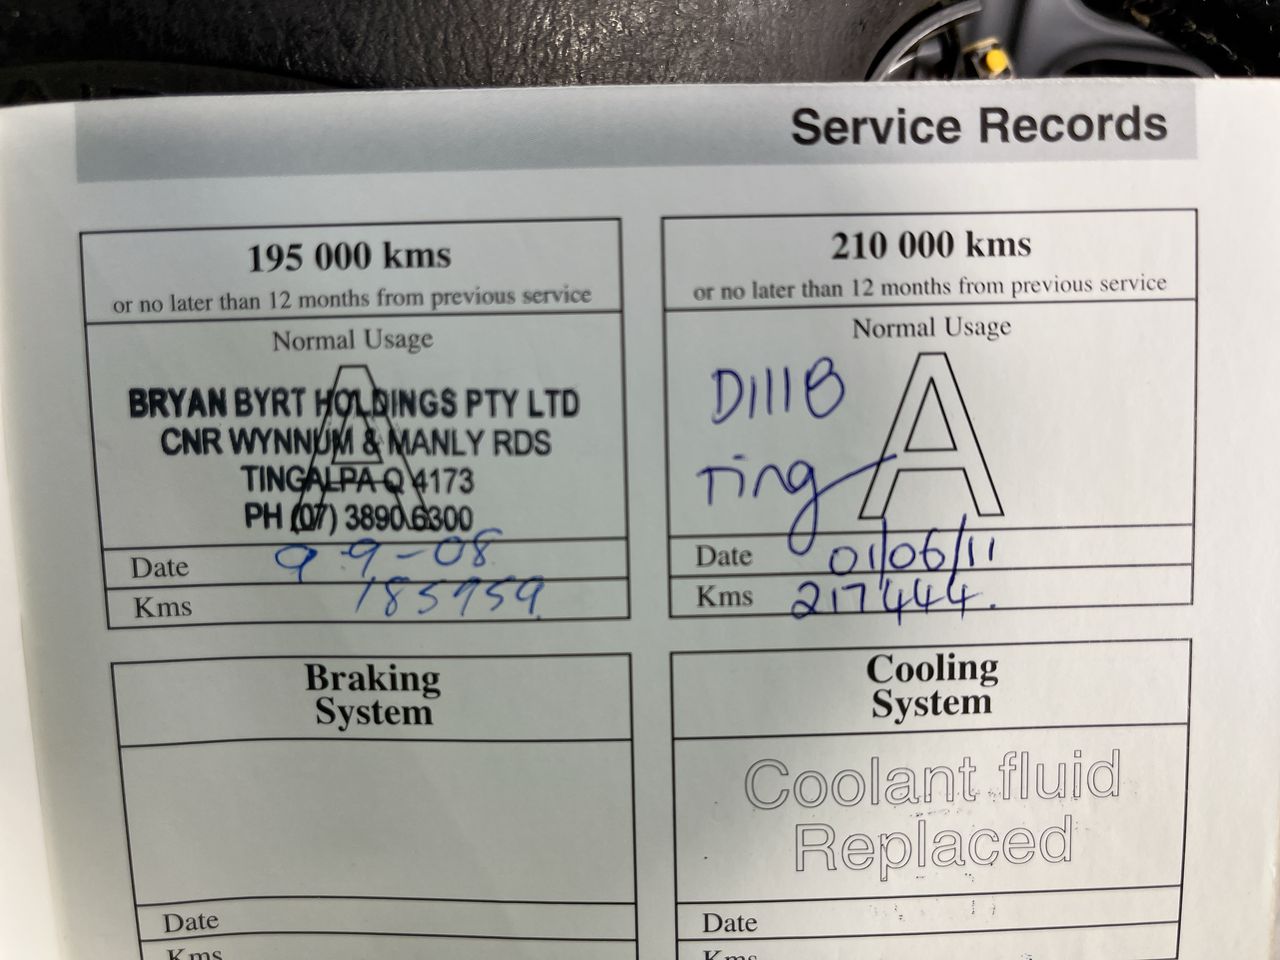 Service Records
195 000 kms
or no later than 12 months from previous service
Normal Usage
A
BRYAN BYRT HOLDINGS PTY LTD
CNR WYNNUM & MANLY RDS
TINGALPA Q 4173
PH (07) 3890 6300
Date 9-9-08
Kms 185959
210 000 kms
or no later than 12 months from previous service
Normal Usage
A
Ting
Date 01/06/11
Kms 217444.
Braking
System
Date
Kms
Cooling
System
Coolant fluid
Replaced
Date
Kms